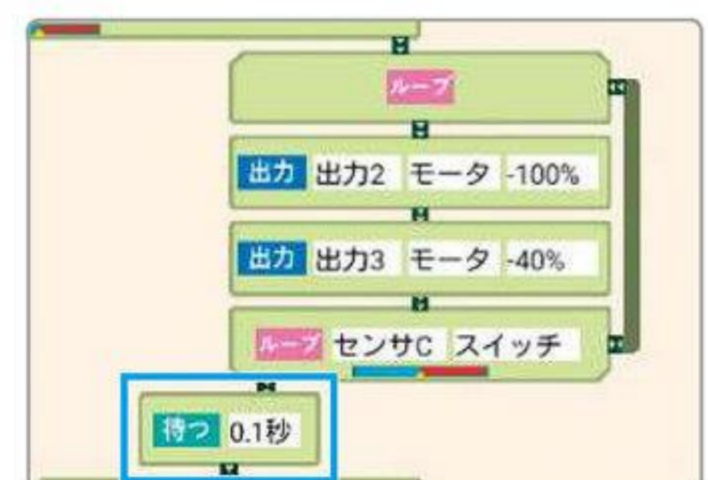 ループ
出力 出力2 モータ -100%
出力 出力3 モータ -40%
ループ センサC スイッチ
待つ 0.1秒